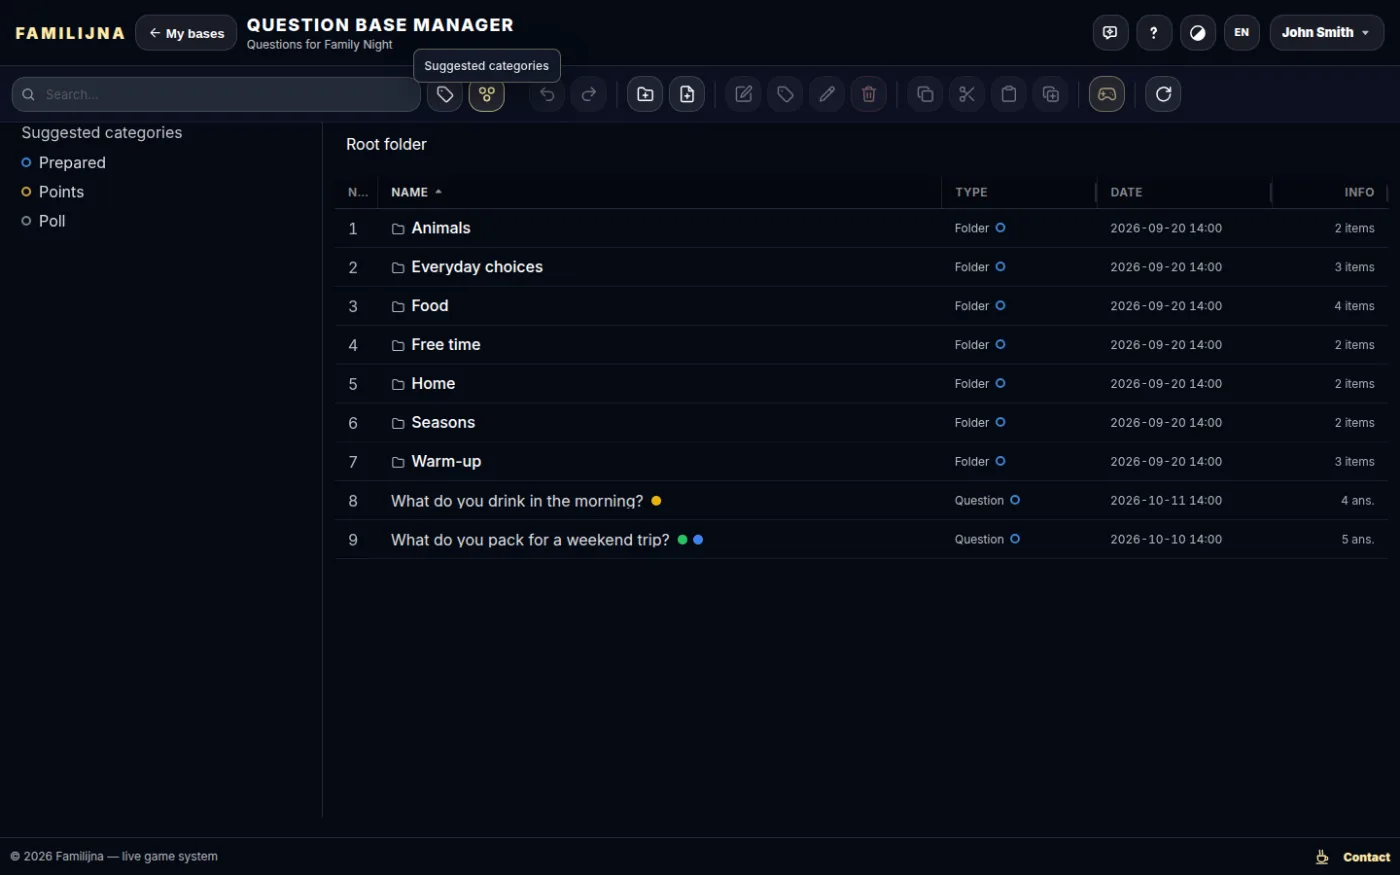 FAMILIJNA
← My bases
QUESTION BASE MANAGER
Questions for Family Night
?
EN
John Smith
Suggested categories
Search...
Suggested categories
Prepared
Points
Poll
Root folder
N... NAME TYPE DATE INFO
1 Animals Folder 2026-09-20 14:00 2 items
2 Everyday choices Folder 2026-09-20 14:00 3 items
3 Food Folder 2026-09-20 14:00 4 items
4 Free time Folder 2026-09-20 14:00 2 items
5 Home Folder 2026-09-20 14:00 2 items
6 Seasons Folder 2026-09-20 14:00 2 items
7 Warm-up Folder 2026-09-20 14:00 3 items
8 What do you drink in the morning? Question 2026-10-11 14:00 4 ans.
9 What do you pack for a weekend trip? Question 2026-10-10 14:00 5 ans.
© 2026 Familijna — live game system
Contact